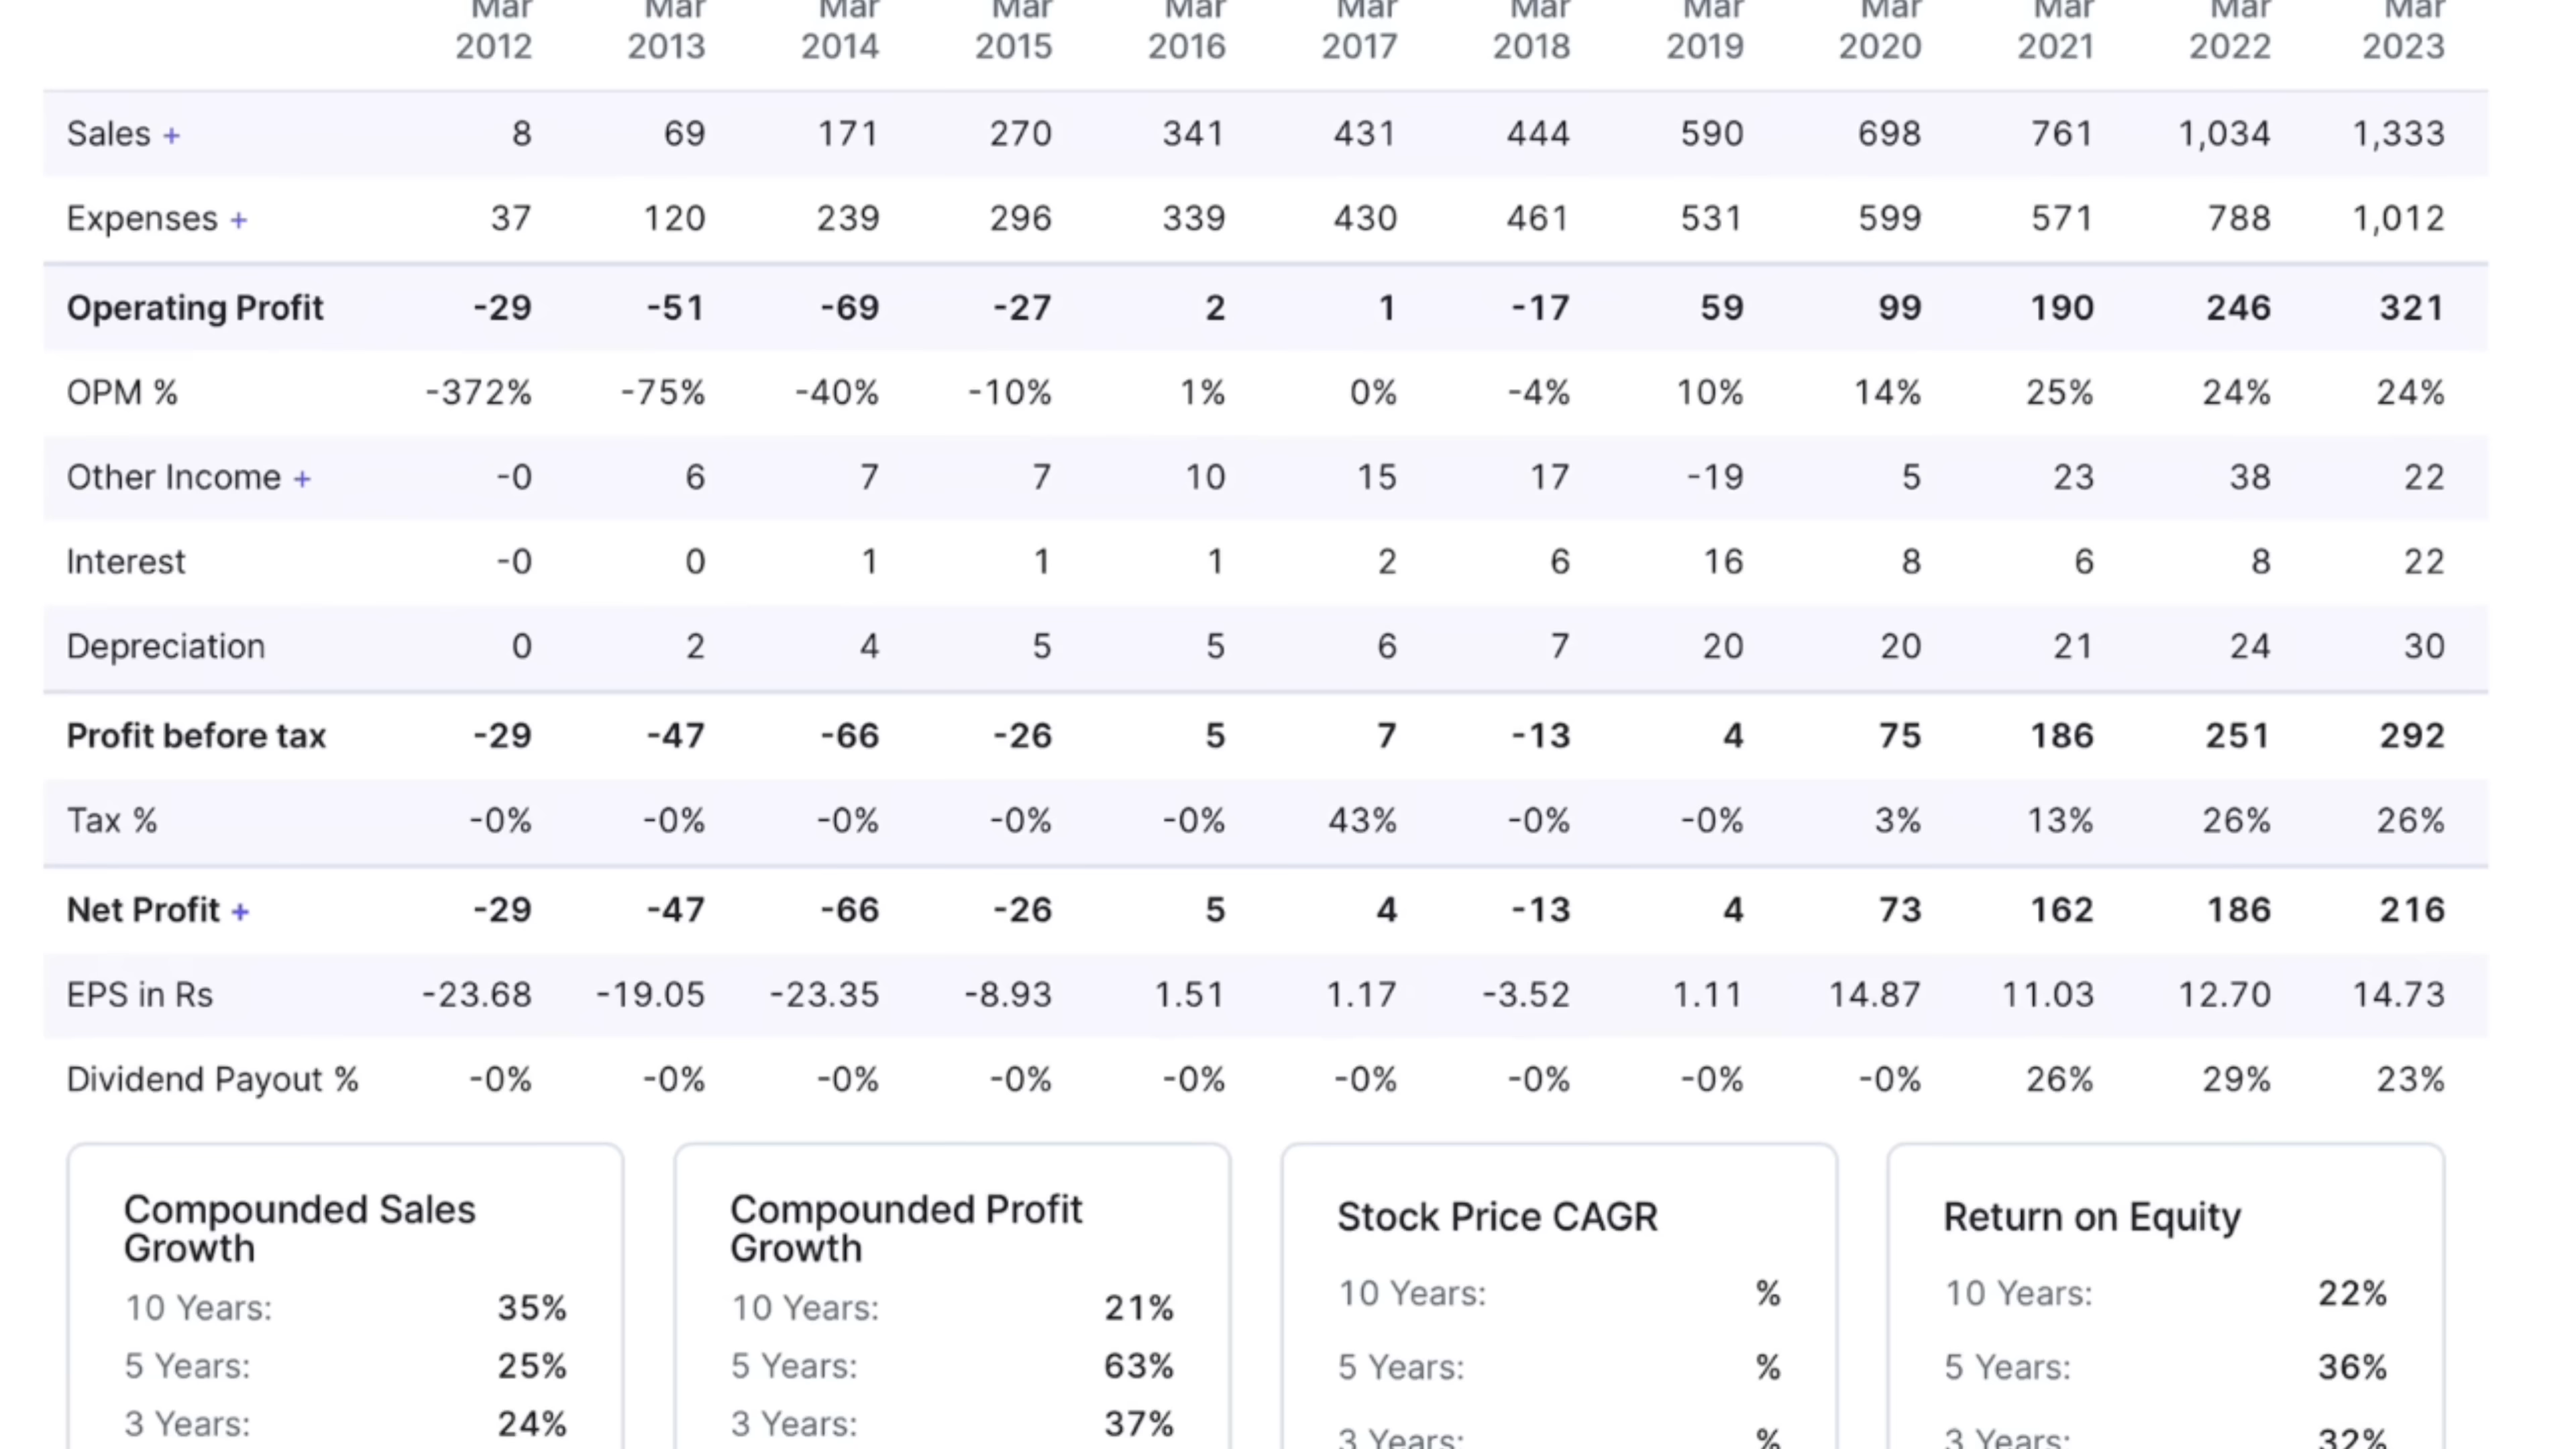 Mar Mar Mar Mar Mar Mar Mar Mar Mar Mar Mar Mar
2012 2013 2014 2015 2016 2017 2018 2019 2020 2021 2022 2023
Sales + 8 69 171 270 341 431 444 590 698 761 1,034 1,333
Expenses + 37 120 239 296 339 430 461 531 599 571 788 1,012
Operating Profit -29 -51 -69 -27 2 1 -17 59 99 190 246 321
OPM % -372% -75% -40% -10% 1% 0% -4% 10% 14% 25% 24% 24%
Other Income + -0 6 7 7 10 15 17 -19 5 23 38 22
Interest -0 0 1 1 1 2 6 16 8 6 8 22
Depreciation 0 2 4 5 5 6 7 20 20 21 24 30
Profit before tax -29 -47 -66 -26 5 7 -13 4 75 186 251 292
Tax % -0% -0% -0% -0% -0% 43% -0% -0% 3% 13% 26% 26%
Net Profit + -29 -47 -66 -26 5 4 -13 4 73 162 186 216
EPS in Rs -23.68 -19.05 -23.35 -8.93 1.51 1.17 -3.52 1.11 14.87 11.03 12.70 14.73
Dividend Payout % -0% -0% -0% -0% -0% -0% -0% -0% -0% 26% 29% 23%
Compounded Sales
Growth
10 Years: 35%
5 Years: 25%
3 Years: 24%
Compounded Profit
Growth
10 Years: 21%
5 Years: 63%
3 Years: 37%
Stock Price CAGR
10 Years: %
5 Years: %
3 Years: %
Return on Equity
10 Years: 22%
5 Years: 36%
3 Years: 32%